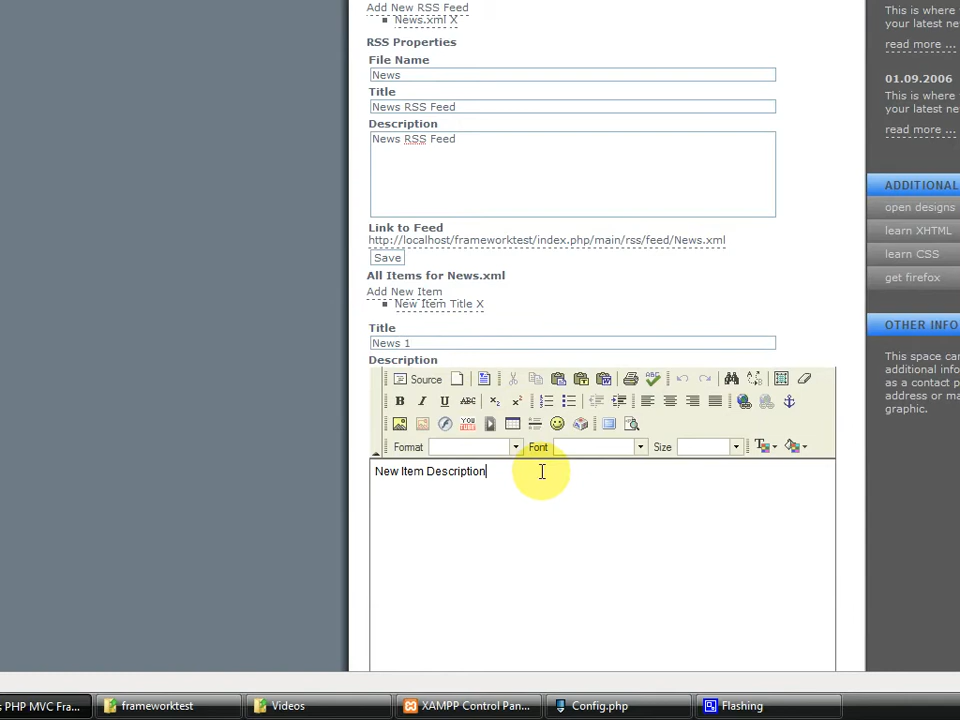 Add New RSS Feed
News.xml X
RSS Properties
File Name
News
Title
News RSS Feed
Description
News RSS Feed
Link to Feed
http://localhost/frameworktest/index.php/main/rss/feed/News.xml
Save
All Items for News.xml
Add New Item
New Item Title X
Title
News 1
Description
Source
B I U ABC
Format Font Size
New Item Description
This is where
your latest ne
read more ...
01.09.2006
This is where
your latest ne
read more ...
ADDITIONAL
open designs
learn XHTML
learn CSS
get firefox
OTHER INFO
This space can
additional info
as a contact p
address or ma
graphic.
s PHP MVC Fra...
frameworktest
Videos
XAMPP Control Pan...
Config.php
Flashing